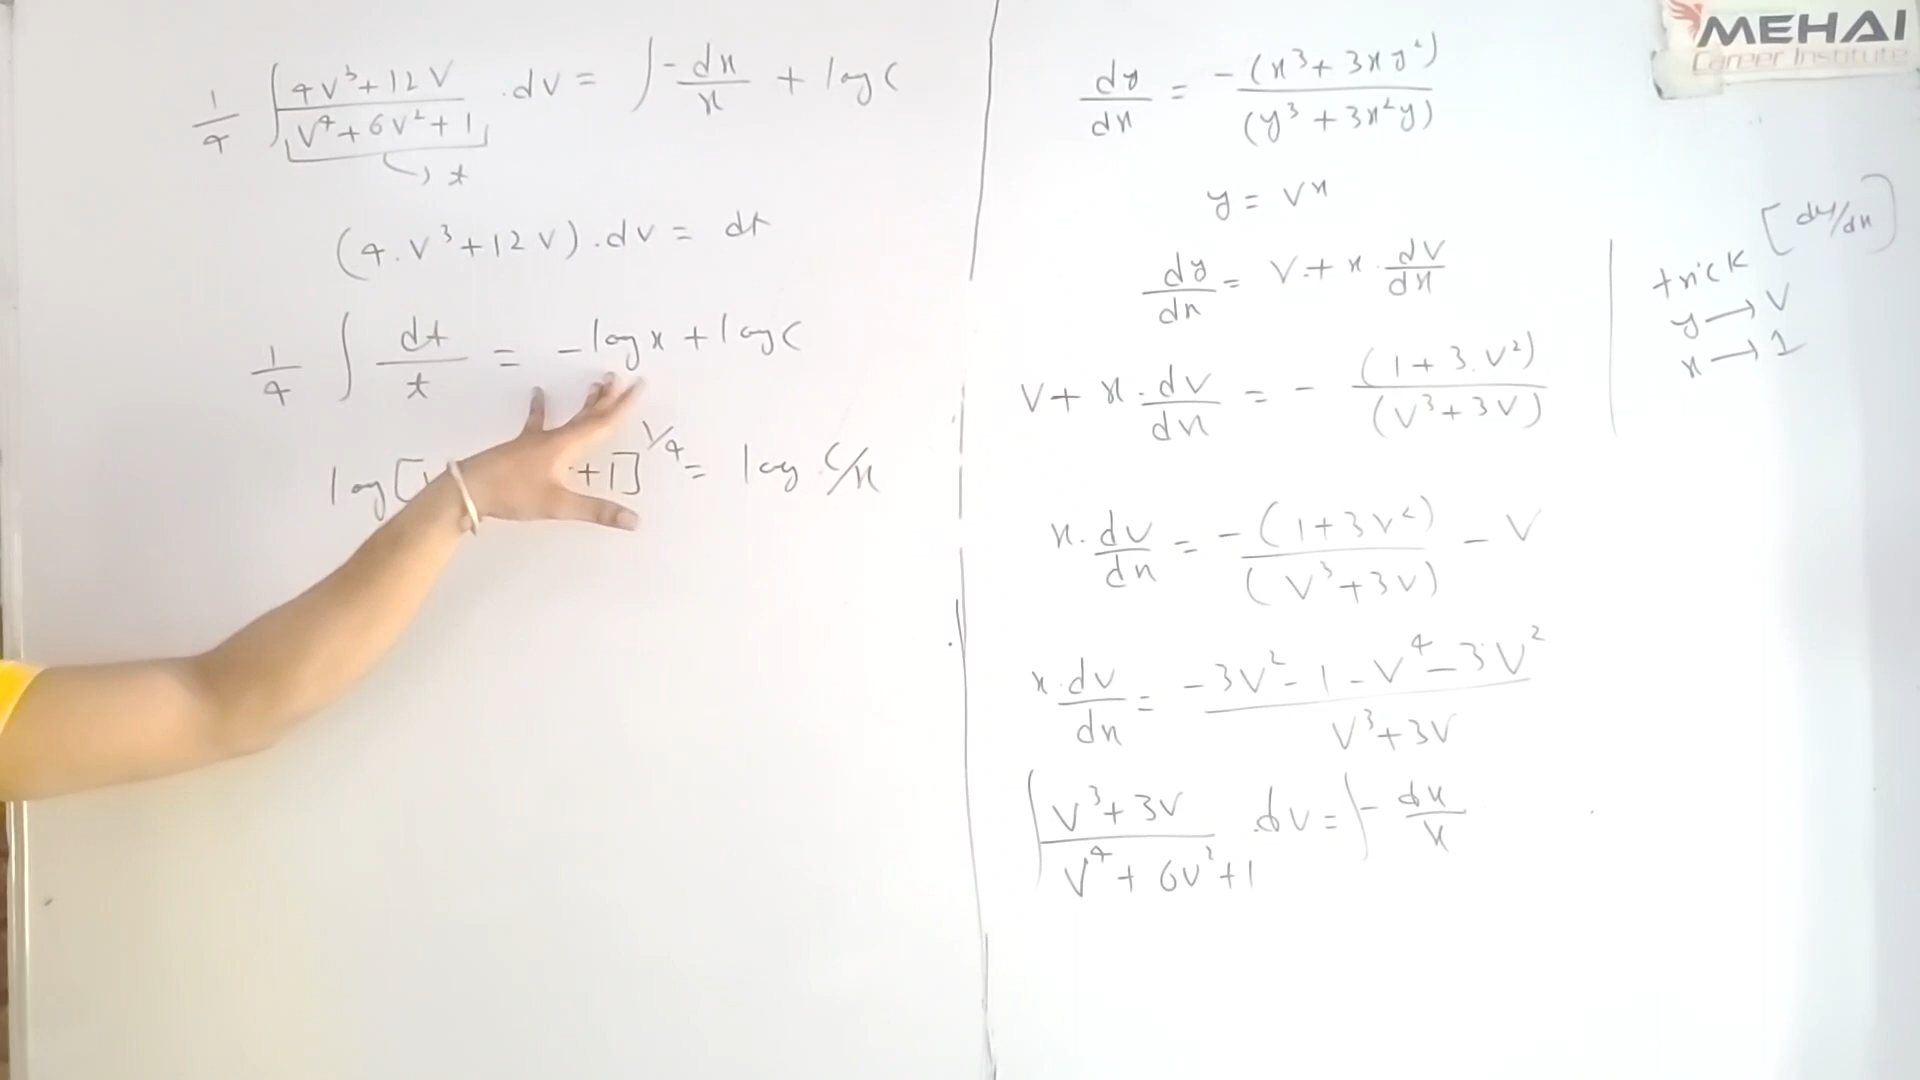 1/4 ∫ (4V³+12V)/(V⁴+6V²+1) .dv = ∫ -dx/x + log C
→ t
(4.V³+12V).dv = dt
1/4 ∫ dt/t = -log x + log C
log[ +1]^1/4 = log C/x
MEHAI
Career Institute
dy/dx = -(x³+3xy²)/(y³+3x²y)
y = Vx
dy/dx = V+x.dV/dx
V+x.dv/dx = -(1+3.V²)/(V³+3V)
x.dv/dx = -(1+3V²)/(V³+3V) - V
x.dv/dx = (-3V²-1-V⁴-3V²)/(V³+3V)
∫ (V³+3V)/(V⁴+6V²+1) .dv = ∫ -dx/x
trick [dy/dx]
y → V
x → 1